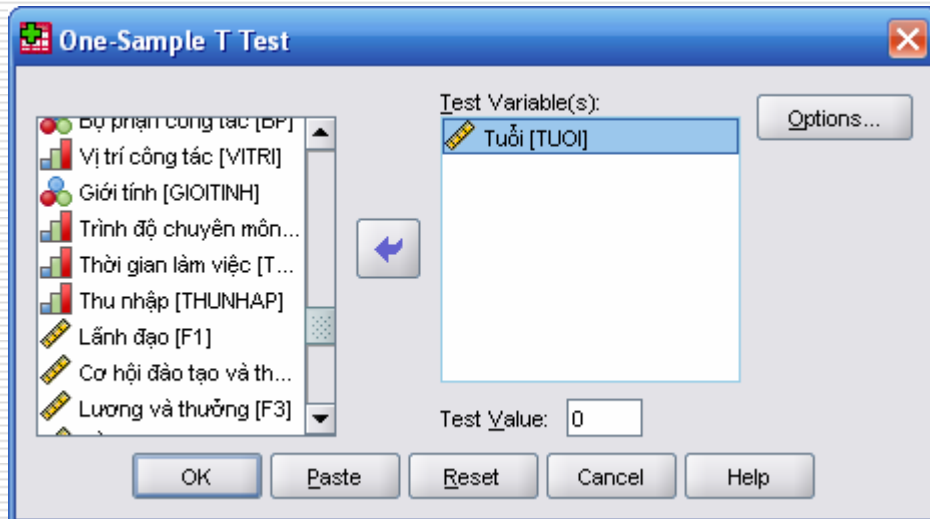 One-Sample T Test
Bộ phận công tác [BP]
Vị trí công tác [VITRI]
Giới tính [GIOITINH]
Trình độ chuyên môn...
Thời gian làm việc [T...
Thu nhập [THUNHAP]
Lãnh đạo [F1]
Cơ hội đào tạo và th...
Lương và thưởng [F3]
Test Variable(s):
Tuổi [TUOI]
Options...
Test Value: 0
OK Paste Reset Cancel Help